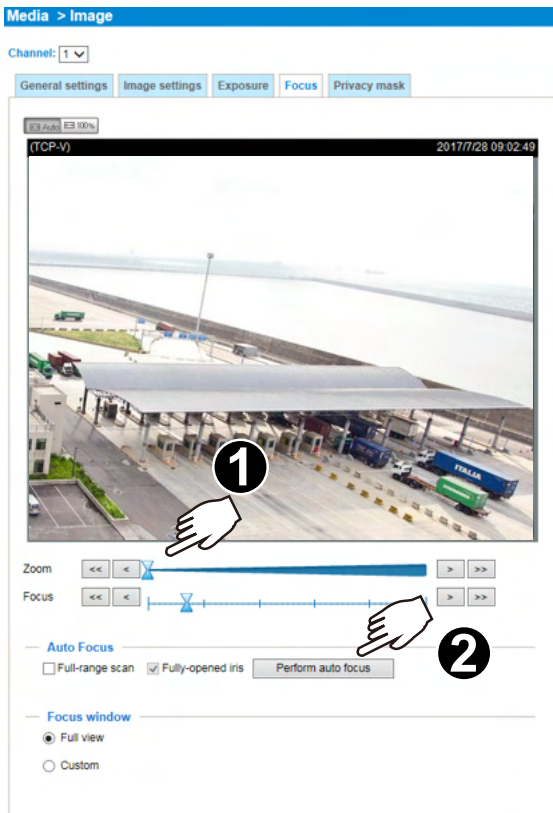 Media > Image
Channel: 1
General settings Image settings Exposure Focus Privacy mask
Auto 100%
(TCP-V) 2017/7/28 09:02:49
ITALIA
1
Zoom << < > >>
Focus << < > >>
2
Auto Focus
Full-range scan Fully-opened iris Perform auto focus
Focus window
Full view
Custom